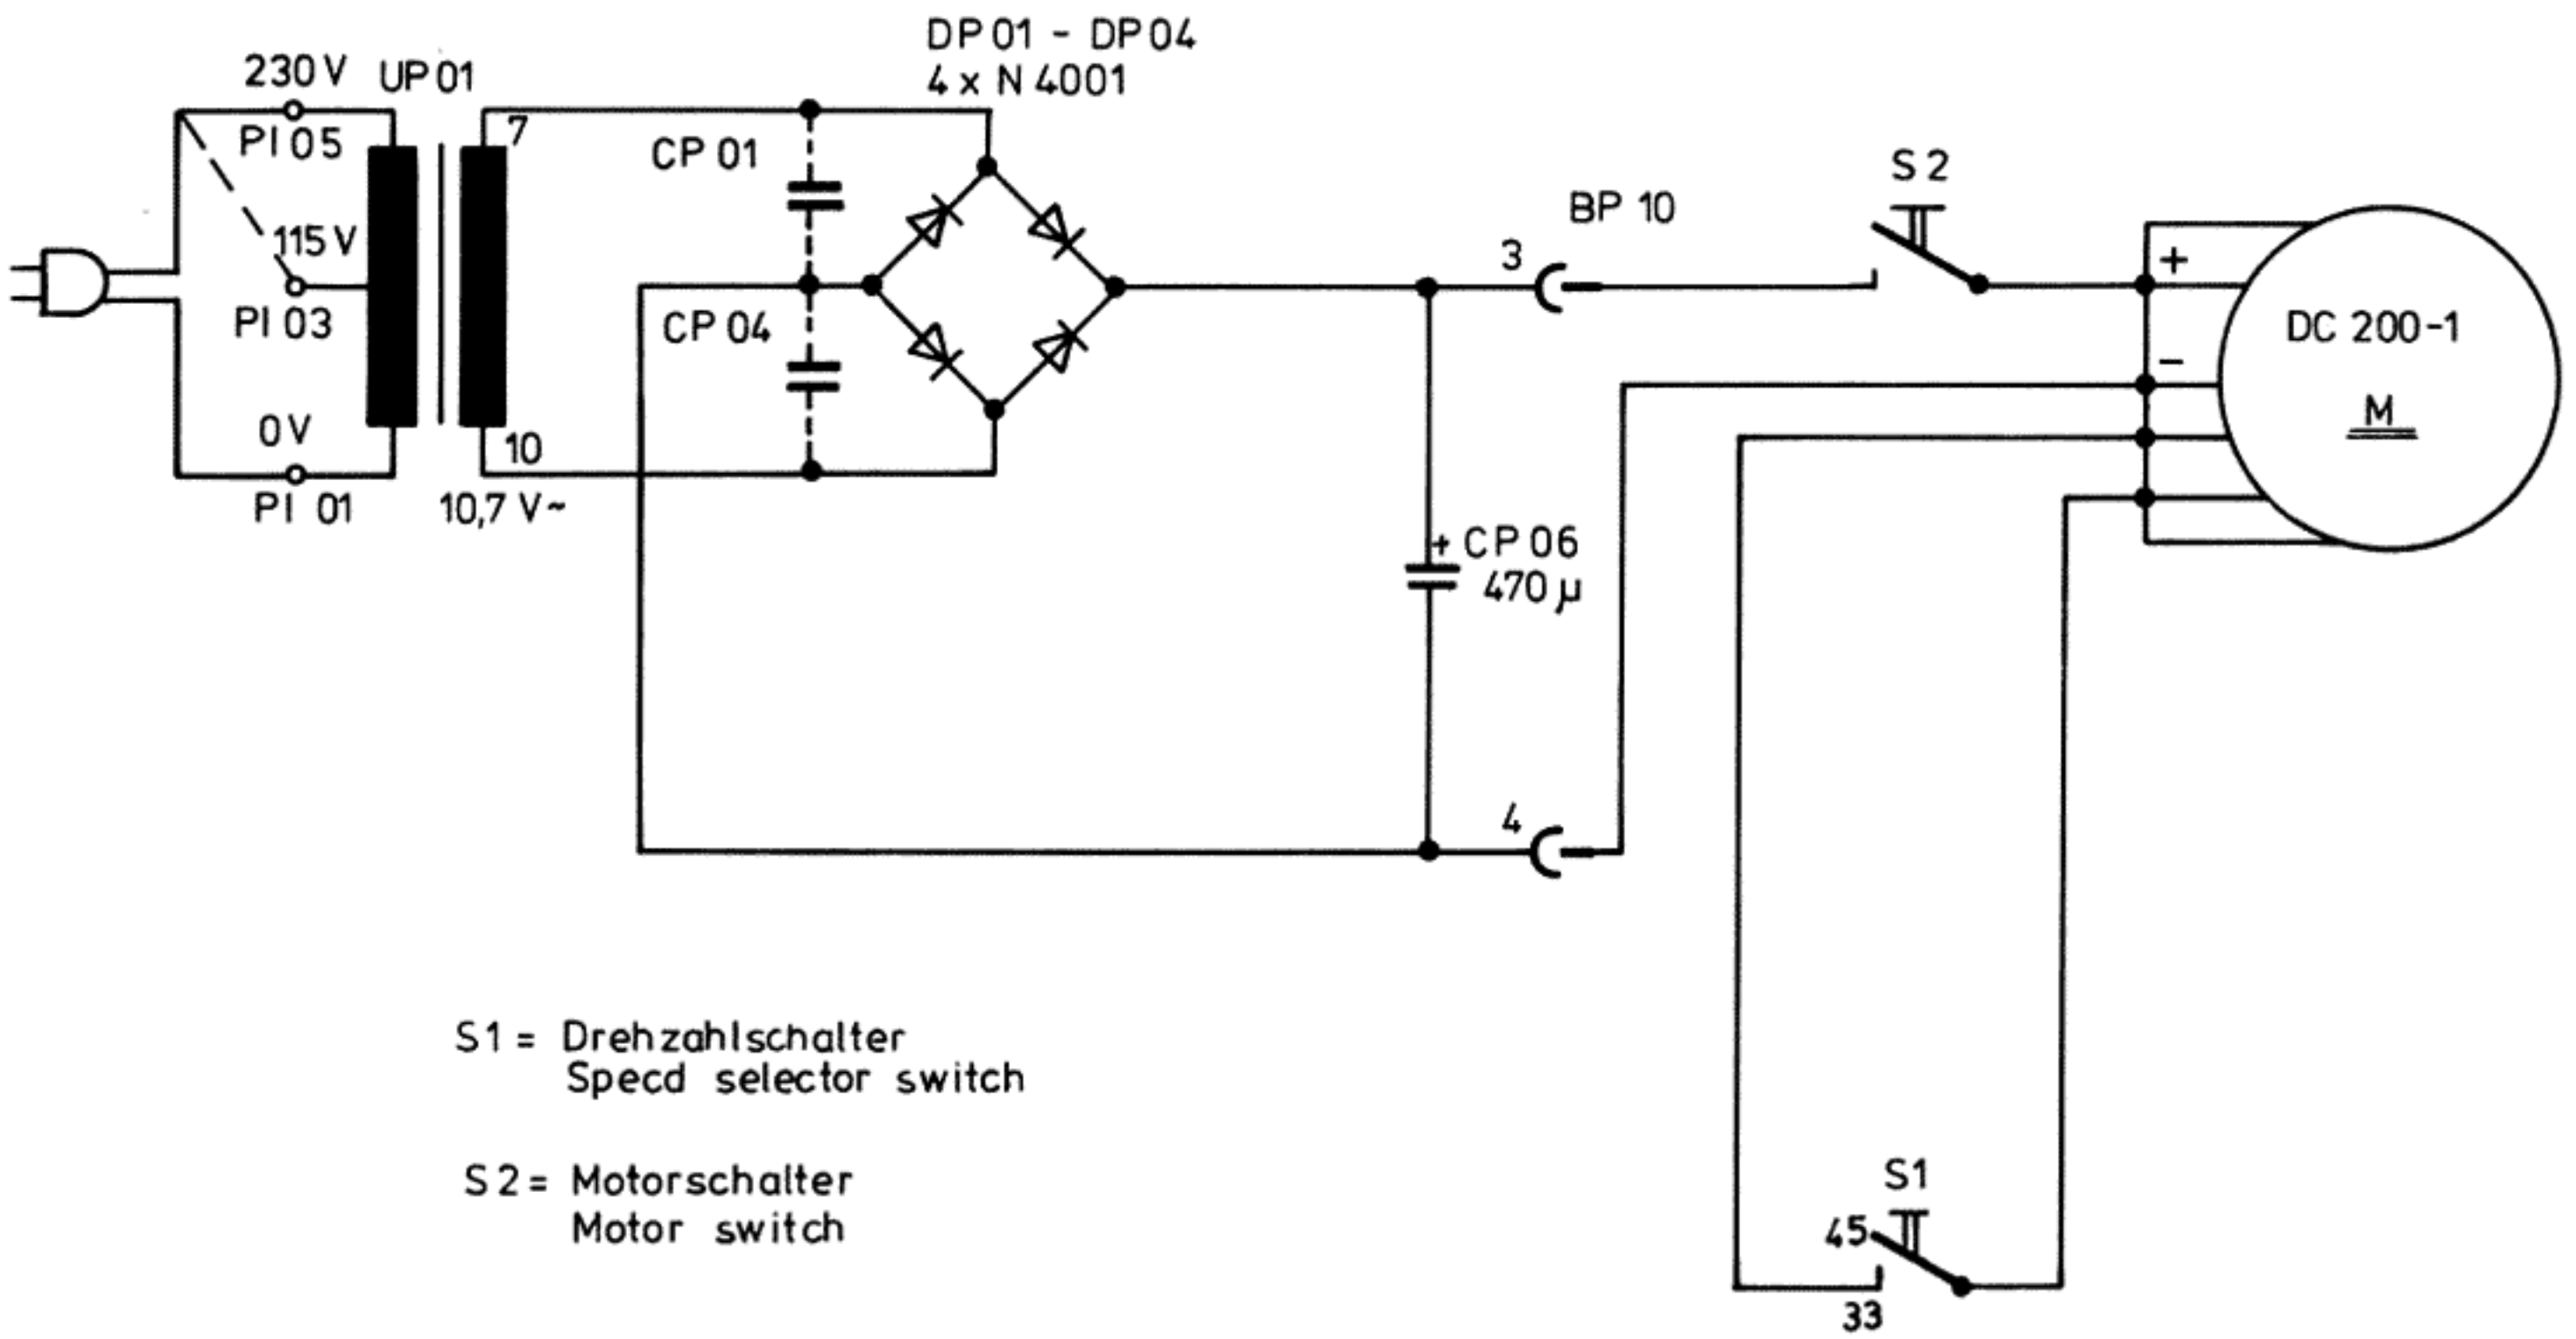 DP 01 - DP 04
4 x N 4001
230 V
UP 01
PI 05
7
CP 01
115 V
PI 03
CP 04
0 V
PI 01
10
10,7 V~
3
BP 10
S 2
+
-
DC 200-1
M
+ CP 06
470 µ
4
S1 = Drehzahlschalter
Specd selector switch
S 2 = Motorschalter
Motor switch
S1
45
33